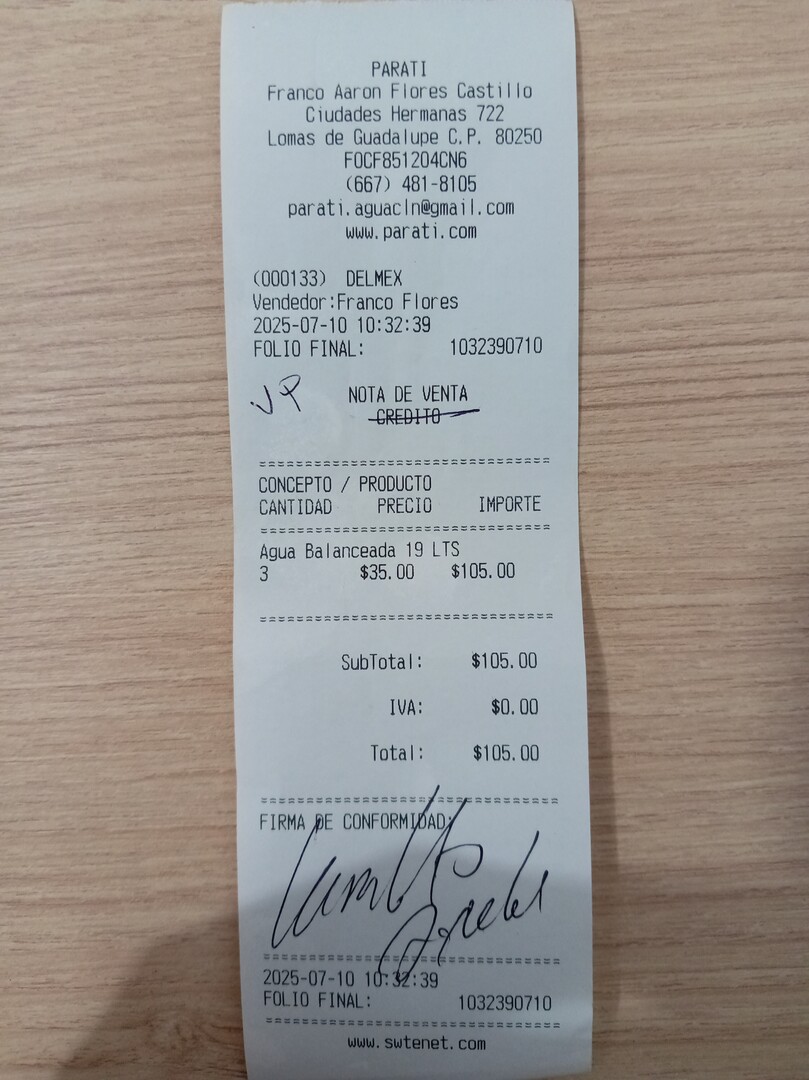 PARATI
Franco Aaron Flores Castillo
Ciudades Hermanas 722
Lomas de Guadalupe C.P. 80250
FOCF851204CN6
(667) 481-8105
parati.aguacln@gmail.com
www.parati.com
(000133) DELMEX
Vendedor:Franco Flores
2025-07-10 10:32:39
FOLIO FINAL: 1032390710
NOTA DE VENTA
CREDITO
CONCEPTO / PRODUCTO
CANTIDAD PRECIO IMPORTE
Agua Balanceada 19 LTS
3 $35.00 $105.00
SubTotal: $105.00
IVA: $0.00
Total: $105.00
FIRMA DE CONFORMIDAD:
2025-07-10 10:32:39
FOLIO FINAL: 1032390710
www.swtenet.com